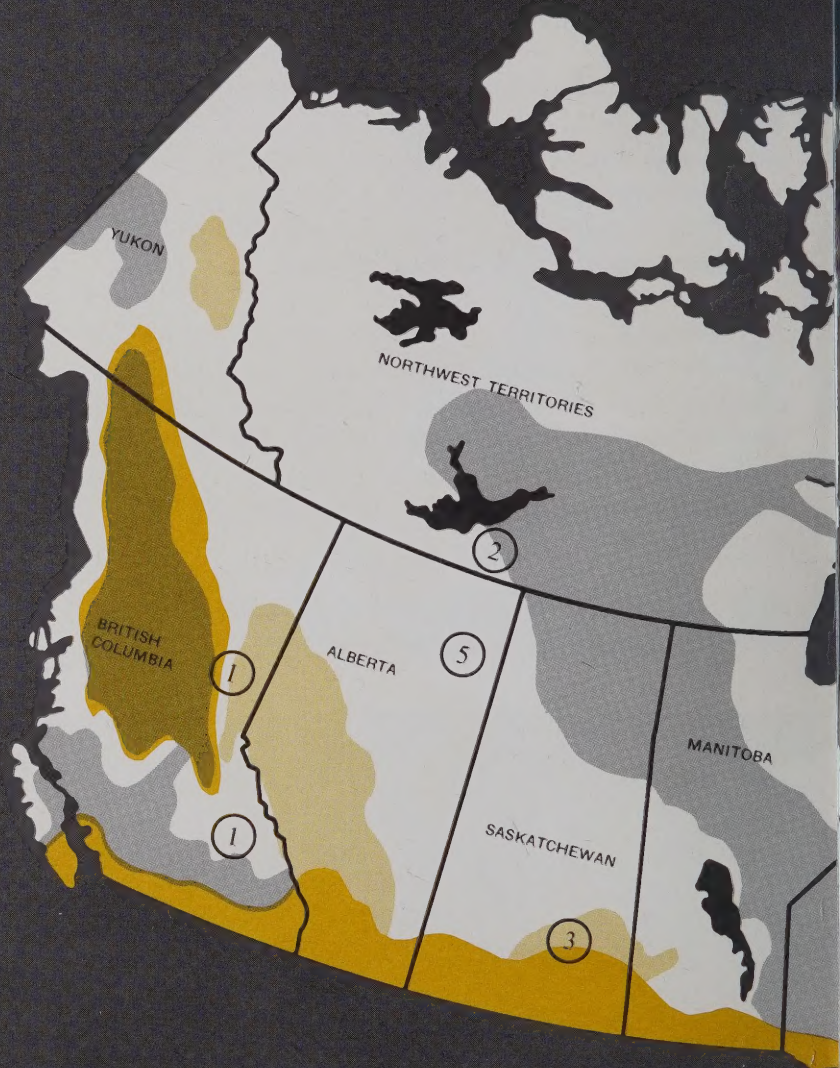 YUKON
NORTHWEST TERRITORIES
2
BRITISH
COLUMBIA
1
ALBERTA
5
MANITOBA
1
SASKATCHEWAN
3